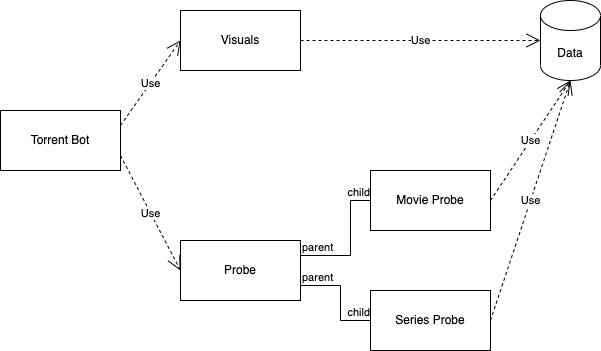 Visuals
Use
Data
Use
Torrent Bot
Use
child
Movie Probe
Use
Use
parent
Probe
parent
child
Series Probe